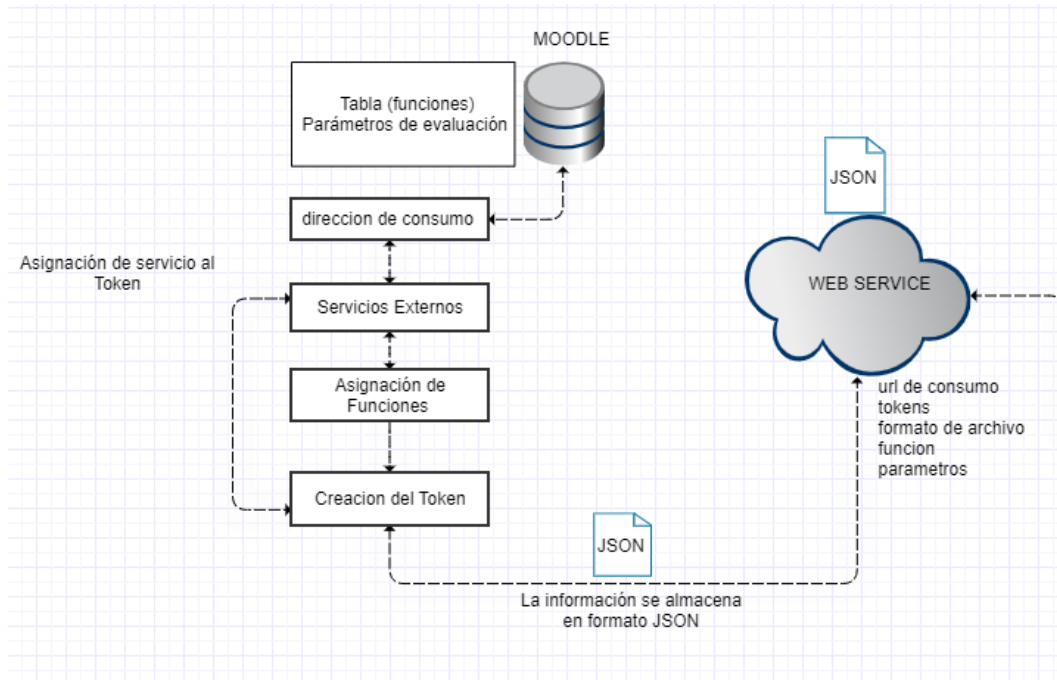 MOODLE
Tabla (funciones)
Parámetros de evaluación
JSON
direccion de consumo
Asignación de servicio al
Token
WEB SERVICE
Servicios Externos
Asignación de
Funciones
url de consumo
tokens
formato de archivo
funcion
parametros
Creacion del Token
JSON
La información se almacena
en formato JSON